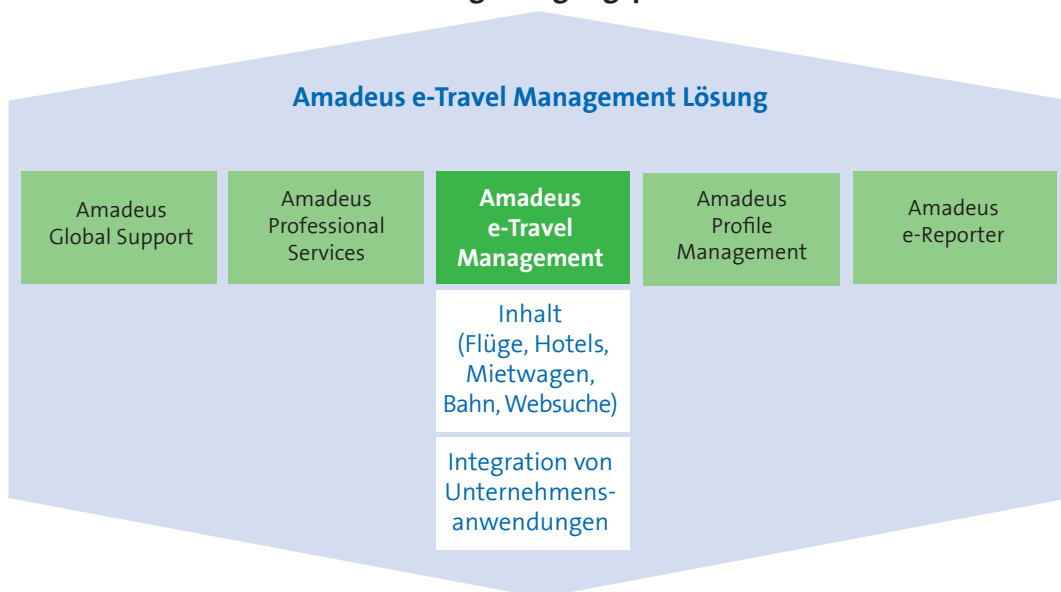 Amadeus e-Travel Management Lösung
Amadeus
Global Support
Amadeus
Professional
Services
Amadeus
e-Travel
Management
Amadeus
Profile
Management
Amadeus
e-Reporter
Inhalt
(Flüge, Hotels,
Mietwagen,
Bahn, Websuche)
Integration von
Unternehmens-
anwendungen